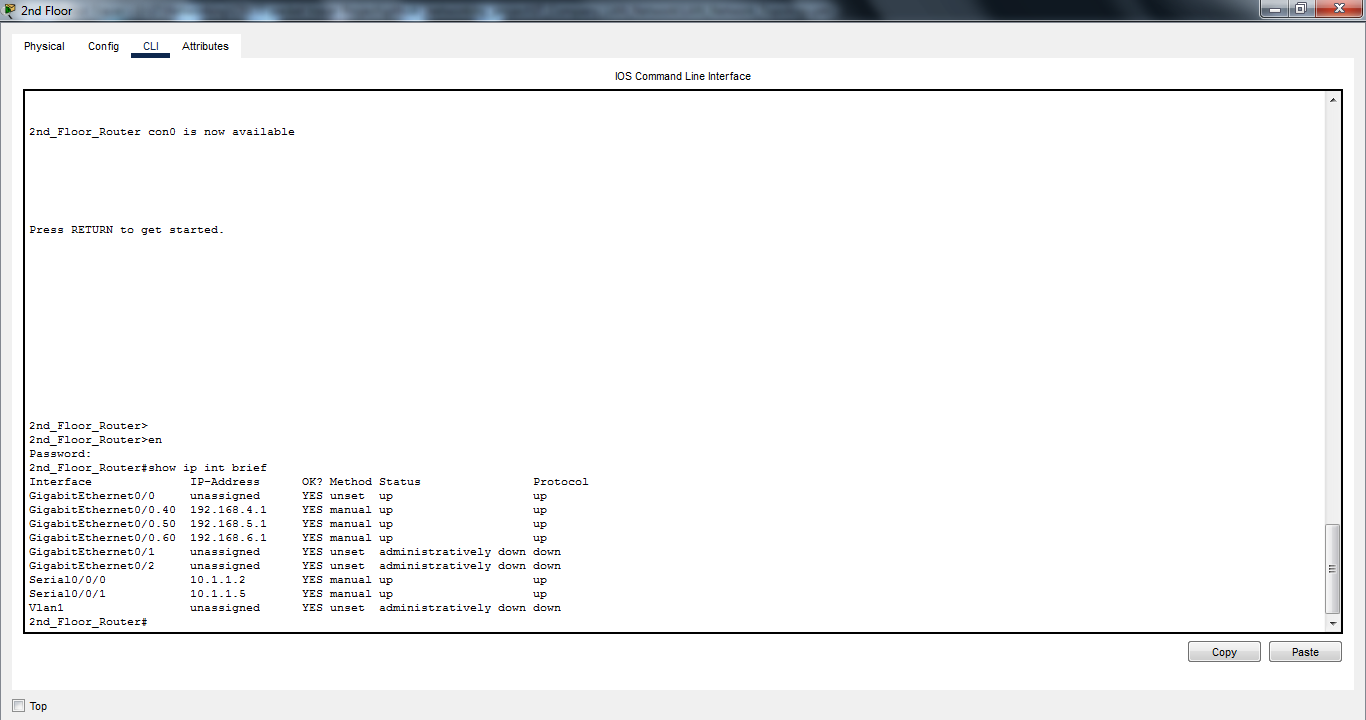 2nd Floor
Physical Config CLI Attributes
IOS Command Line Interface
2nd_Floor_Router con0 is now available
Press RETURN to get started.
2nd_Floor_Router>
2nd_Floor_Router>en
Password:
2nd_Floor_Router#show ip int brief
Interface              IP-Address      OK? Method Status                Protocol
GigabitEthernet0/0     unassigned      YES unset  up                    up
GigabitEthernet0/0.40  192.168.4.1     YES manual up                    up
GigabitEthernet0/0.50  192.168.5.1     YES manual up                    up
GigabitEthernet0/0.60  192.168.6.1     YES manual up                    up
GigabitEthernet0/1     unassigned      YES unset  administratively down down
GigabitEthernet0/2     unassigned      YES unset  administratively down down
Serial0/0/0            10.1.1.2        YES manual up                    up
Serial0/0/1            10.1.1.5        YES manual up                    up
Vlan1                  unassigned      YES unset  administratively down down
2nd_Floor_Router#
Copy Paste
Top